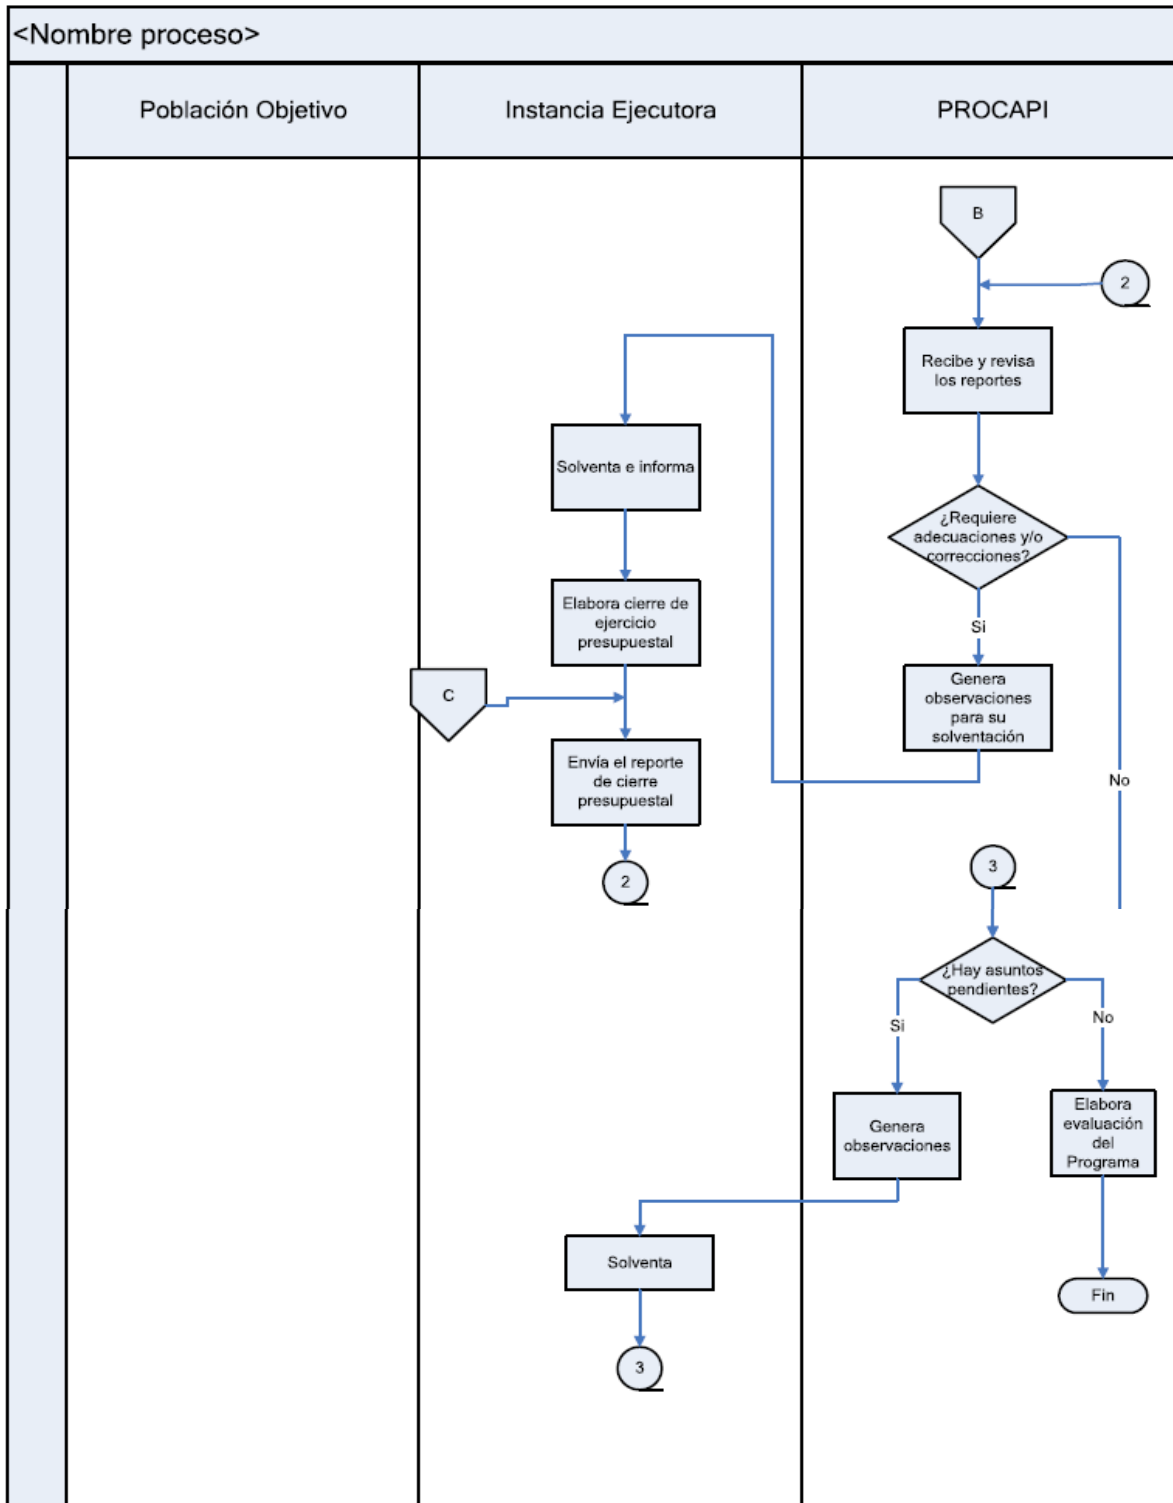 <Nombre proceso>
Población Objetivo
Instancia Ejecutora
PROCAPI
B
2
Recibe y revisa
los reportes
Solventa e informa
¿Requiere
adecuaciones y/o
correcciones?
Elabora cierre de
ejercicio
presupuestal
Si
C
Genera
observaciones
para su
solventación
Envía el reporte
de cierre
presupuestal
No
2
3
¿Hay asuntos
pendientes?
Si
No
Genera
observaciones
Elabora
evaluación
del
Programa
Solventa
Fin
3